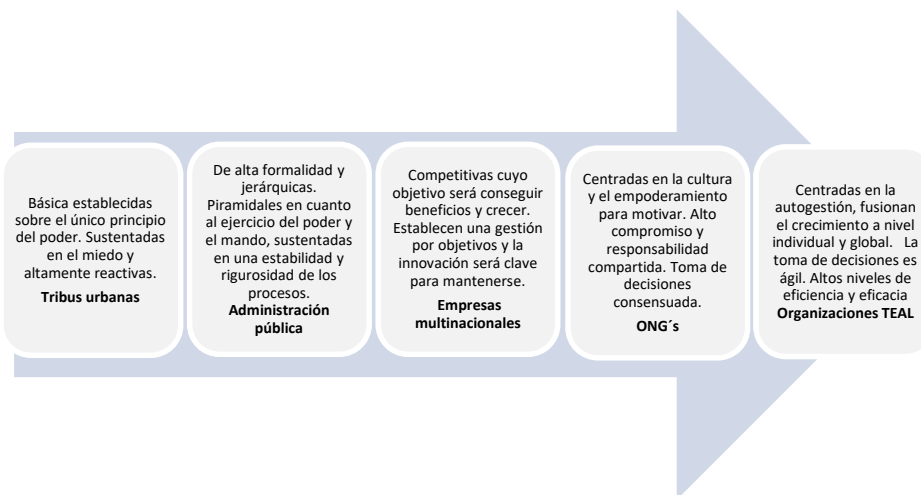 Básica establecidas
sobre el único principio
del poder. Sustentadas
en el miedo y
altamente reactivas.
Tribus urbanas
De alta formalidad y
jerárquicas.
Piramidales en cuanto
al ejercicio del poder y
el mando, sustentadas
en una estabilidad y
rigurosidad de los
procesos.
Administración
pública
Competitivas cuyo
objetivo será conseguir
beneficios y crecer.
Establecen una gestión
por objetivos y la
innovación será clave
para mantenerse.
Empresas
multinacionales
Centradas en la cultura
y el empoderamiento
para motivar. Alto
compromiso y
responsabilidad
compartida. Toma de
decisiones
consensuada.
ONG´s
Centradas en la
autogestión, fusionan
el crecimiento a nivel
individual y global. La
toma de decisiones es
ágil. Altos niveles de
eficiencia y eficacia
Organizaciones TEAL